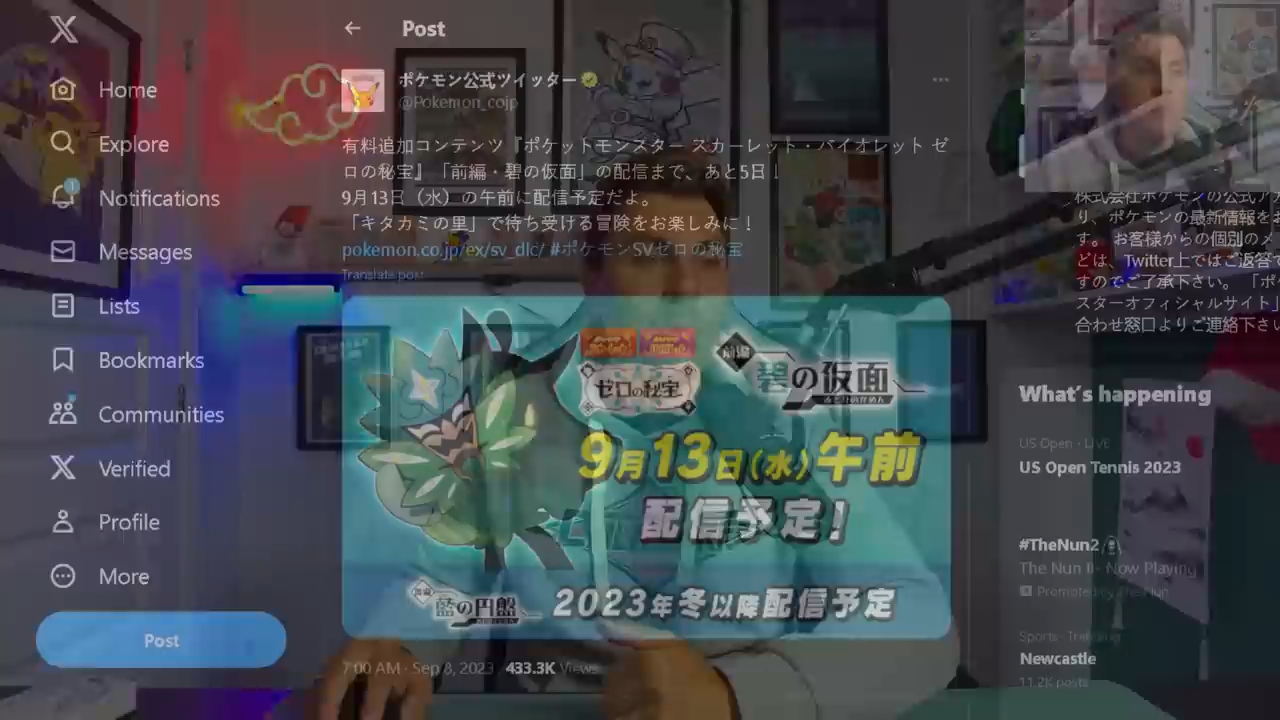 Post
ポケモン公式ツイッター
@Pokemon_cojp
有料追加コンテンツ『ポケットモンスター スカーレット・バイオレット ゼ
ロの秘宝』「前編・碧の仮面」の配信まで、あと5日！
9月13日（水）の午前に配信予定だよ。
「キタカミの里」で待ち受ける冒険をお楽しみに！
pokemon.co.jp/ex/sv_dlc/ #ポケモンSVゼロの秘宝
Translate post
ゼロの秘宝
前編
碧の仮面
9月13日(水)午前
配信予定!
藍の円盤
2023年冬以降配信予定
7:00 AM · Sep 8, 2023 433.3K Views
Home
Explore
1
Notifications
Messages
Lists
Bookmarks
Communities
Verified
Profile
More
Post
株式会社ポケモンの公式ア
り、ポケモンの最新情報をお
す。 お客様からの個別のメ
どは、Twitter上ではご返答で
すのでご了承下さい。 「ポケ
スターオフィシャルサイト」
合わせ窓口よりご連絡下さい
What's happening
US Open · LIVE
US Open Tennis 2023
#TheNun2
The Nun II - Now Playing
Promoted by The Nun
Sports · Trending
Newcastle
11.2K posts